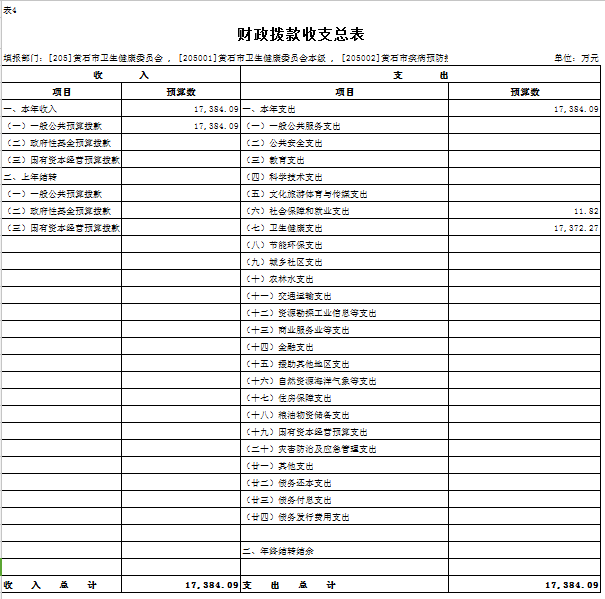 表4
财政拨款收支总表
填报部门：[205]黄石市卫生健康委员会 , [205001]黄石市卫生健康委员会本级 , [205002]黄石市疾病预防 单位：万元
收 入 支 出
项目 预算数 项目 预算数
一、本年收入 17,384.09 一、本年支出 17,384.09
（一）一般公共预算拨款 17,384.09 （一）一般公共服务支出
（二）政府性基金预算拨款 （二）公共安全支出
（三）国有资本经营预算拨款 （三）教育支出
二、上年结转 （四）科学技术支出
（一）一般公共预算拨款 （五）文化旅游体育与传媒支出
（二）政府性基金预算拨款 （六）社会保障和就业支出 11.82
（三）国有资本经营预算拨款 （七）卫生健康支出 17,372.27
（八）节能环保支出
（九）城乡社区支出
（十）农林水支出
（十一）交通运输支出
（十二）资源勘探工业信息等支出
（十三）商业服务业等支出
（十四）金融支出
（十五）援助其他地区支出
（十六）自然资源海洋气象等支出
（十七）住房保障支出
（十八）粮油物资储备支出
（十九）国有资本经营预算支出
（二十）灾害防治及应急管理支出
（廿一）其他支出
（廿二）债务还本支出
（廿三）债务付息支出
（廿四）债务发行费用支出
二、年终结转结余
收 入 总 计 17,384.09 支 出 总 计 17,384.09